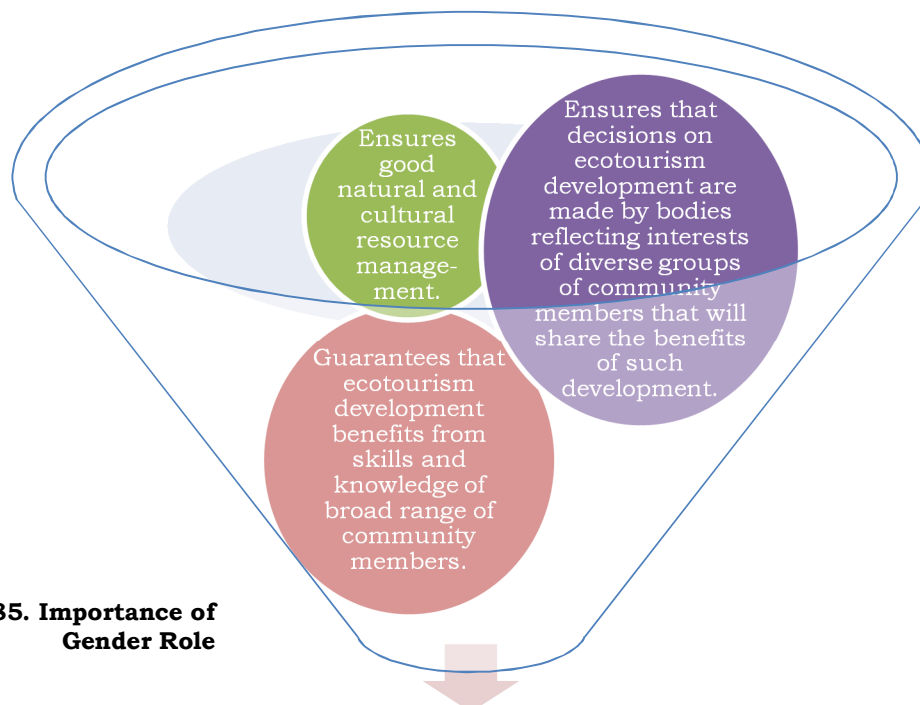 Ensures
good
natural and
cultural
resource
manage-
ment.
Ensures that
decisions on
ecotourism
development are
made by bodies
reflecting interests
of diverse groups
of community
members that will
share the benefits
of such
development.
Guarantees that
ecotourism
development
benefits from
skills and
knowledge of
broad range of
community
members.
35. Importance of
Gender Role